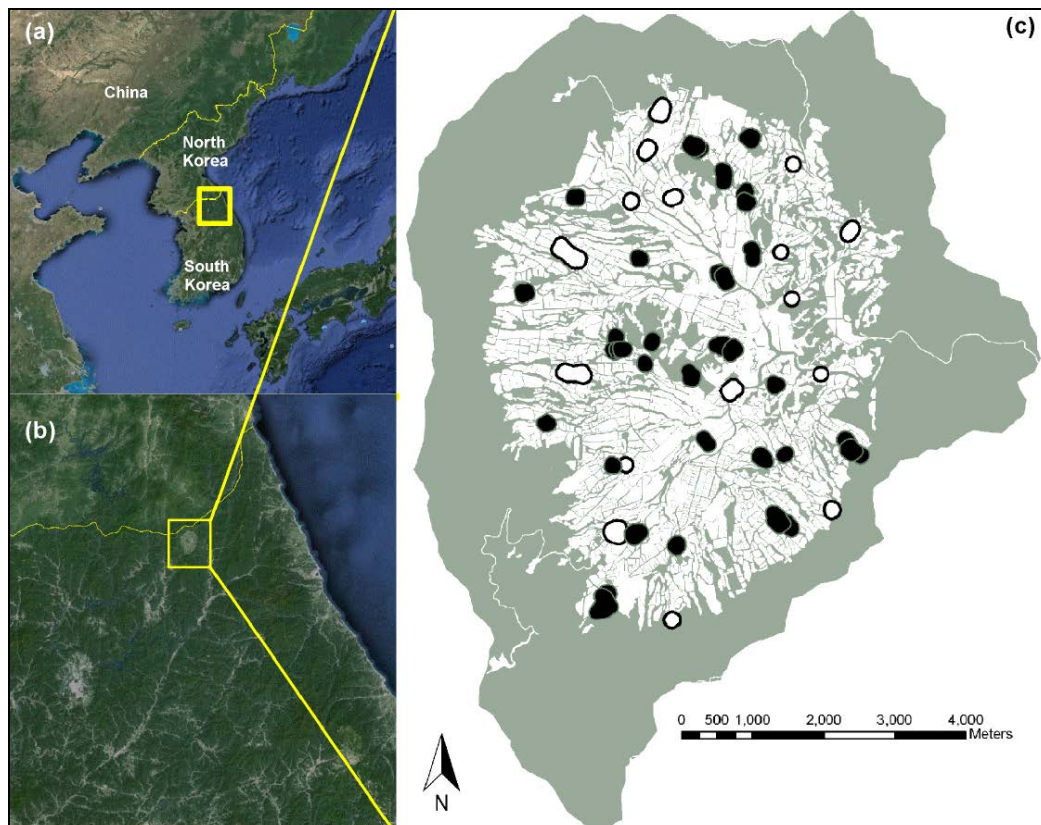 (a)
China
North
Korea
South
Korea
(b)
(c)
0 500 1,000 2,000 3,000 4,000
Meters
N